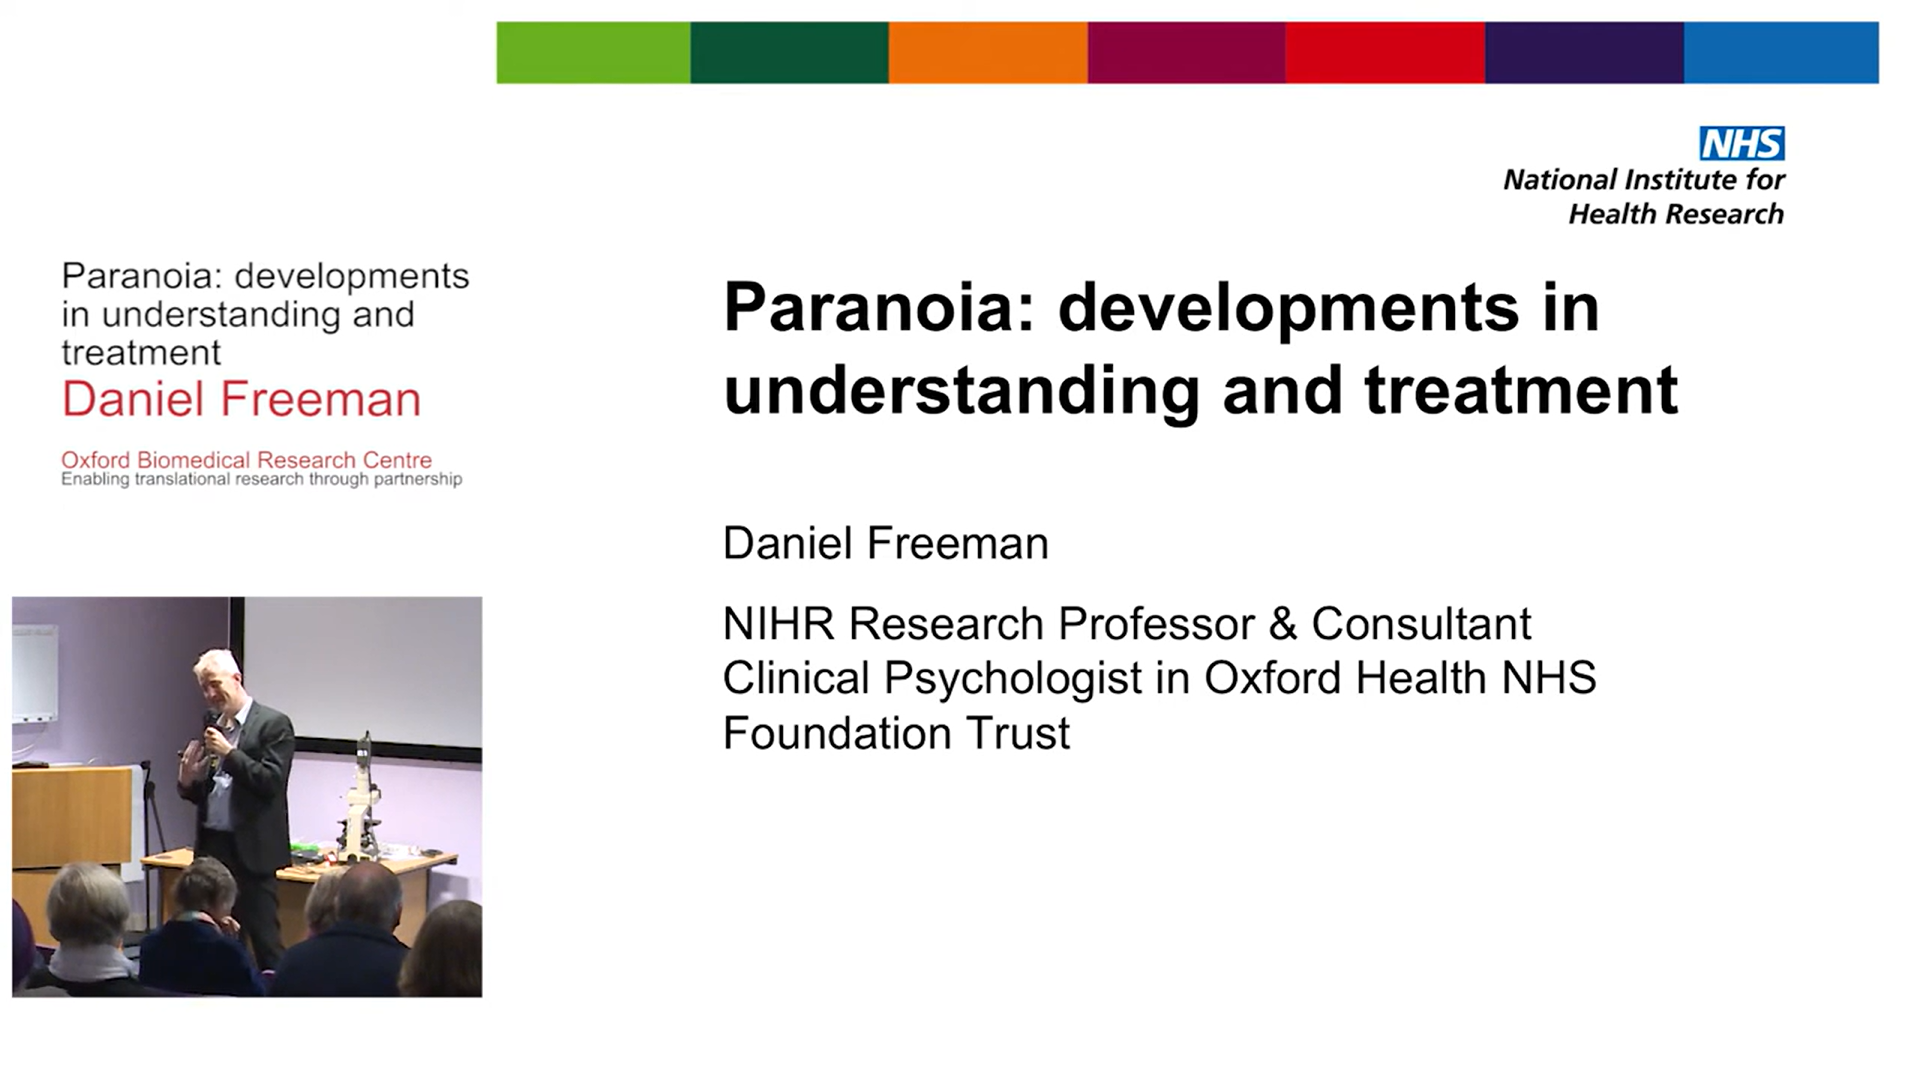 NHS
National Institute for
Health Research
Paranoia: developments
in understanding and
treatment
Daniel Freeman
Oxford Biomedical Research Centre
Enabling translational research through partnership
Paranoia: developments in
understanding and treatment
Daniel Freeman
NIHR Research Professor & Consultant
Clinical Psychologist in Oxford Health NHS
Foundation Trust